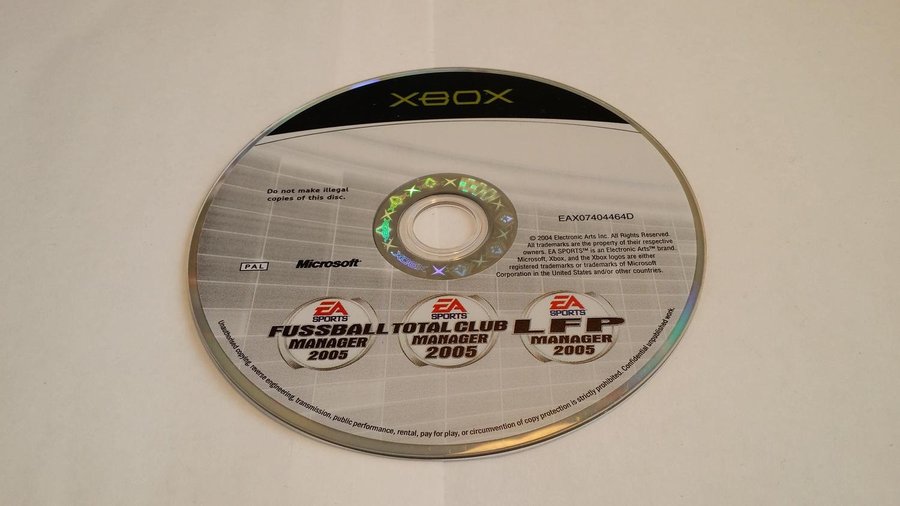 XBOX
Do not make illegal
copies of this disc.
EAX07404464D
© 2004 Electronic Arts Inc. All Rights Reserved.
All trademarks are the property of their respective
owners. EA SPORTS™ is an Electronic Arts™ brand.
Microsoft, Xbox, and the Xbox logos are either
registered trademarks or trademarks of Microsoft
Corporation in the United States and/or other countries.
PAL
Microsoft
XBOX
EA
SPORTS
FUSSBALL
MANAGER
2005
EA
SPORTS
TOTAL CLUB
MANAGER
2005
EA
SPORTS
LFP
MANAGER
2005
Unauthorized copying, reverse engineering, transmission, public performance, rental, pay for play, or circumvention of copy protection is strictly prohibited. Confidential unpublished work.